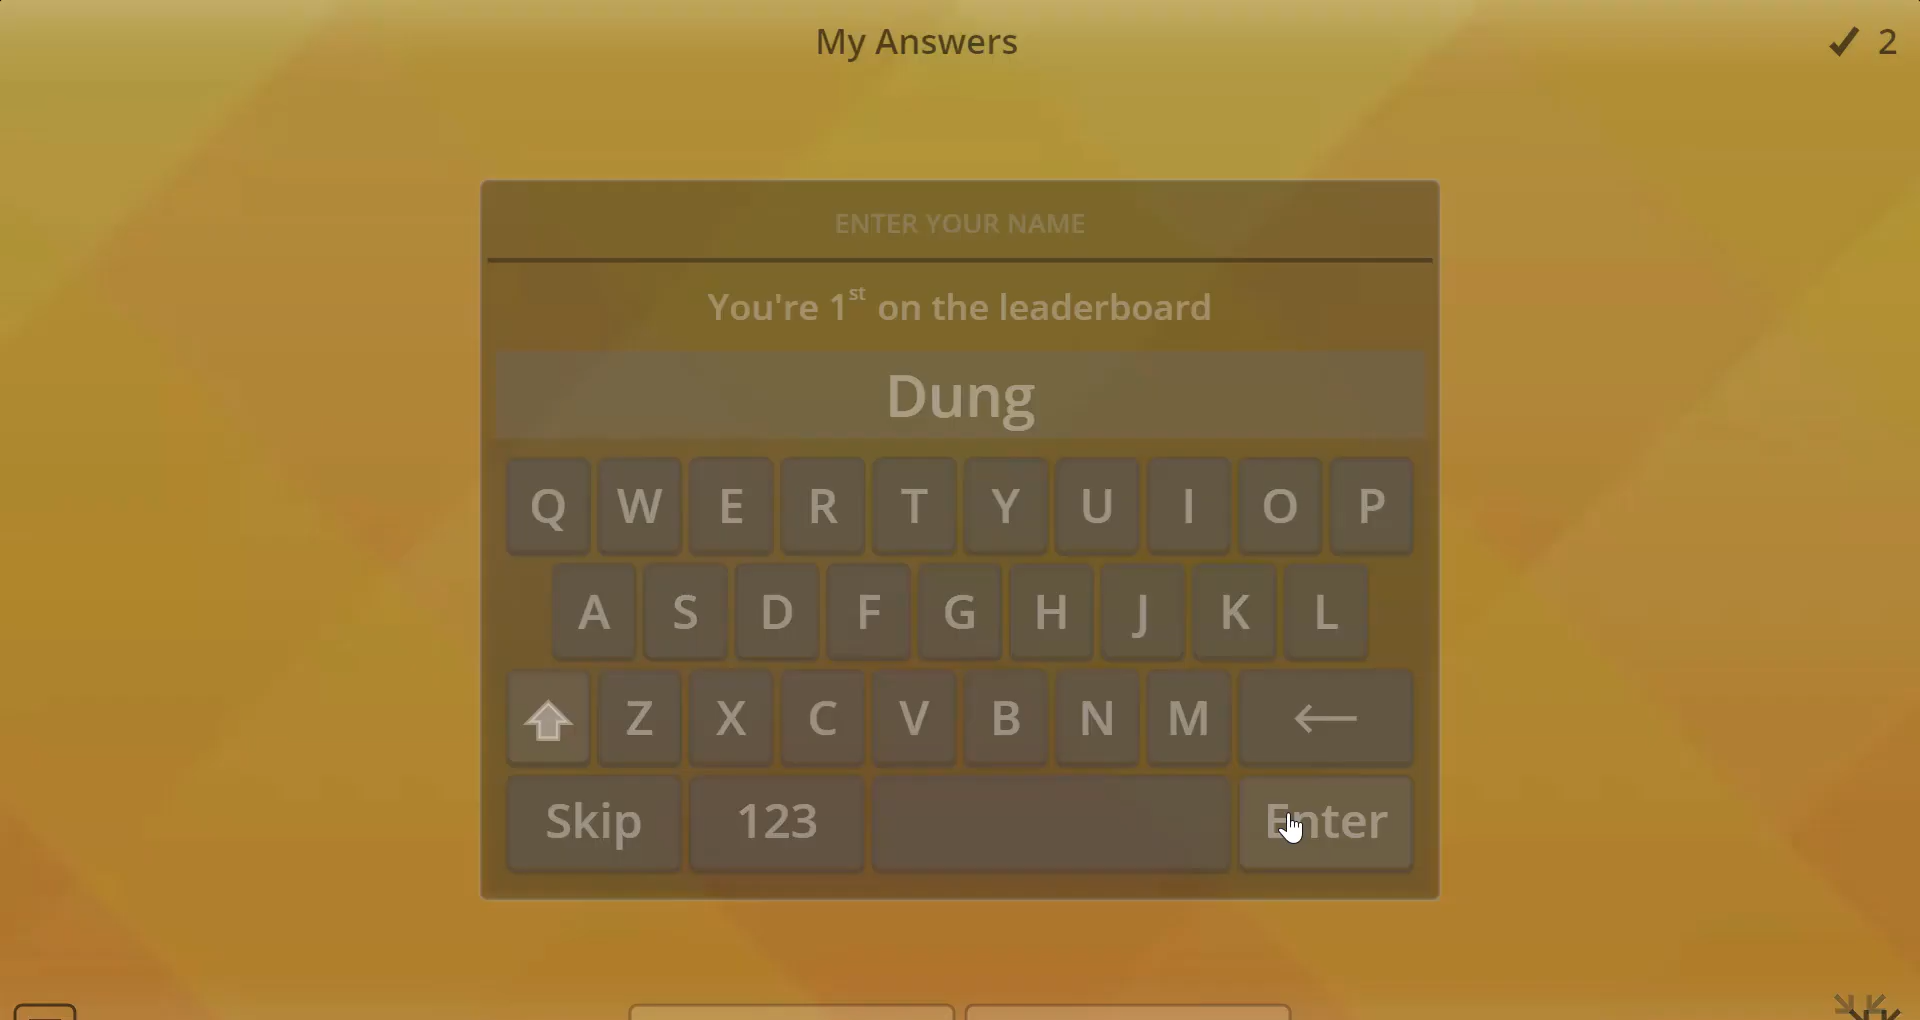 My Answers
✓ 2
ENTER YOUR NAME
You're 1st on the leaderboard
Dung
Q W E R T Y U I O P
A S D F G H J K L
Z X C V B N M
Skip 123 Enter